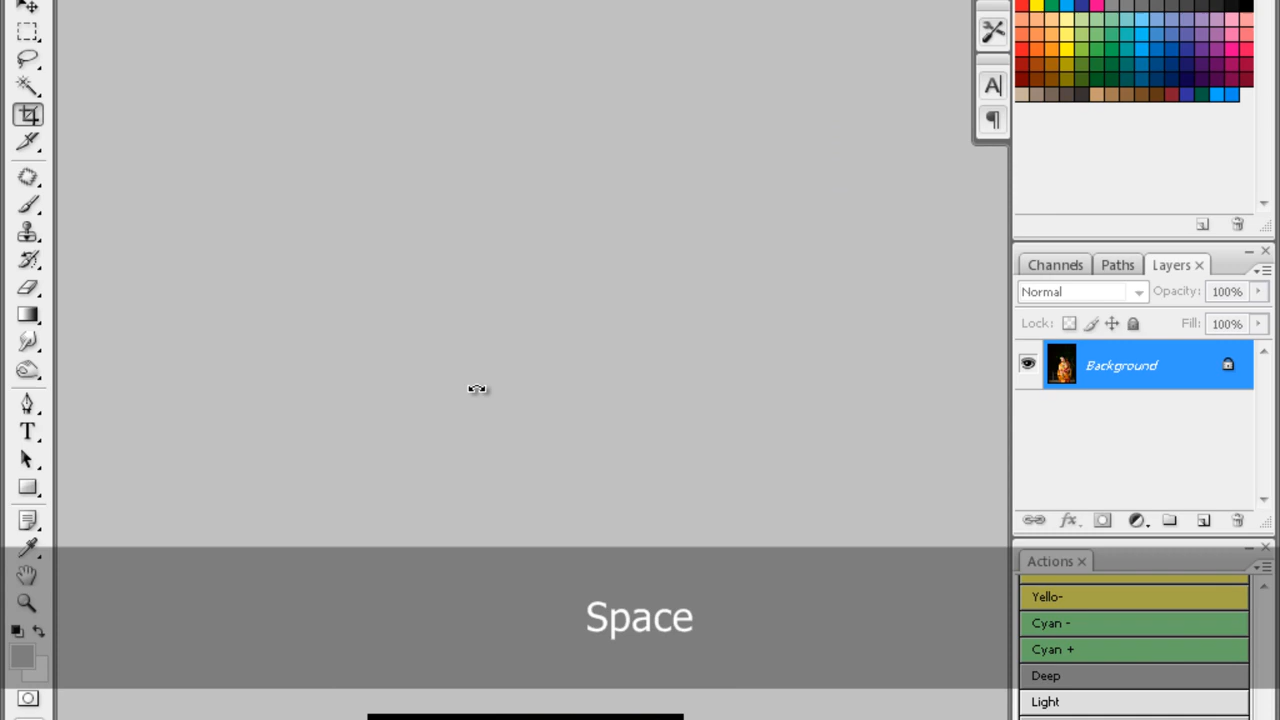 Channels
Paths
Layers
Normal
Opacity: 100%
Lock:
Fill: 100%
Background
Space
Actions
Yello-
Cyan -
Cyan +
Deep
Light